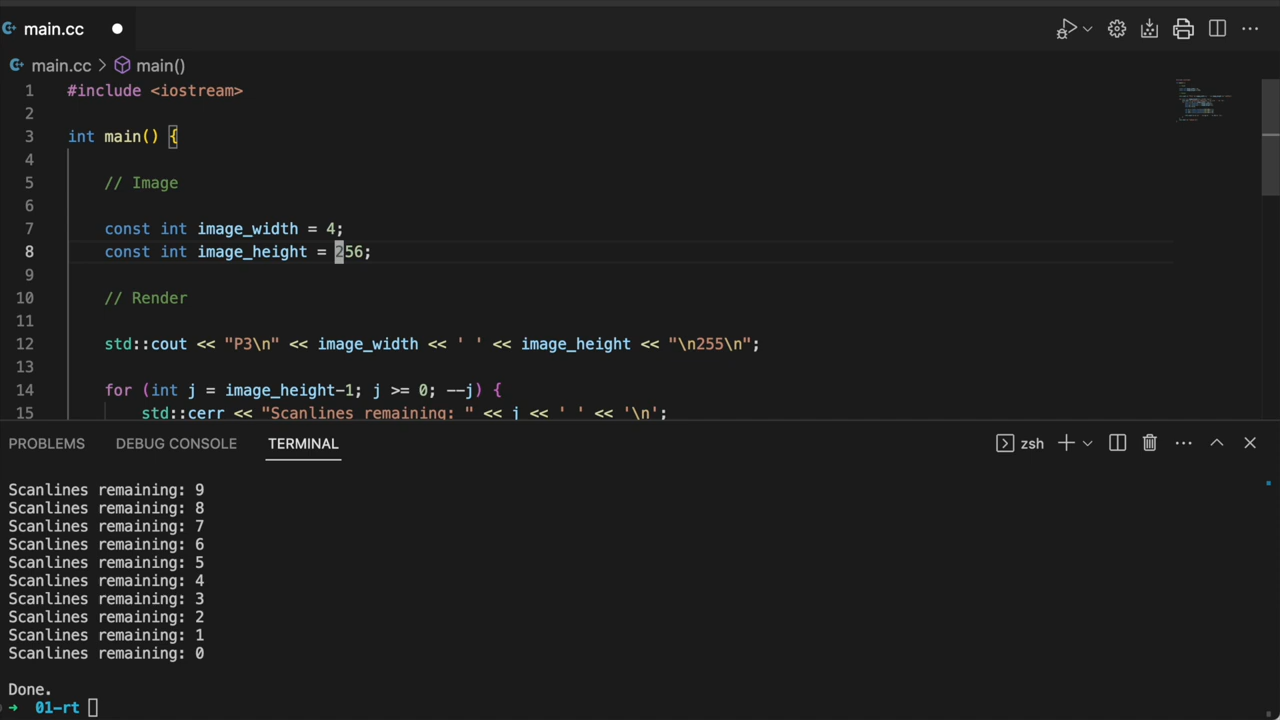 main.cc
main.cc > main()
1 #include <iostream>
2
3 int main() {
4
5 // Image
6
7 const int image_width = 4;
8 const int image_height = 256;
9
10 // Render
11
12 std::cout << "P3\n" << image_width << ' ' << image_height << "\n255\n";
13
14 for (int j = image_height-1; j >= 0; --j) {
15 std::cerr << "Scanlines remaining: " << j << ' ' << '\n';
PROBLEMS DEBUG CONSOLE TERMINAL zsh
Scanlines remaining: 9
Scanlines remaining: 8
Scanlines remaining: 7
Scanlines remaining: 6
Scanlines remaining: 5
Scanlines remaining: 4
Scanlines remaining: 3
Scanlines remaining: 2
Scanlines remaining: 1
Scanlines remaining: 0
Done.
→ 01-rt